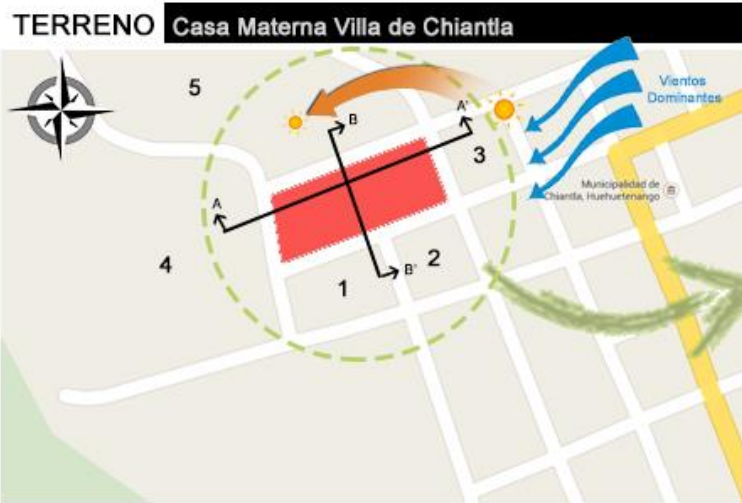 TERRENO Casa Materna Villa de Chiantla
5
Vientos
Dominantes
B
A'
3
Municipalidad de
Chiantla, Huehuetenango
A
4
1
B'
2